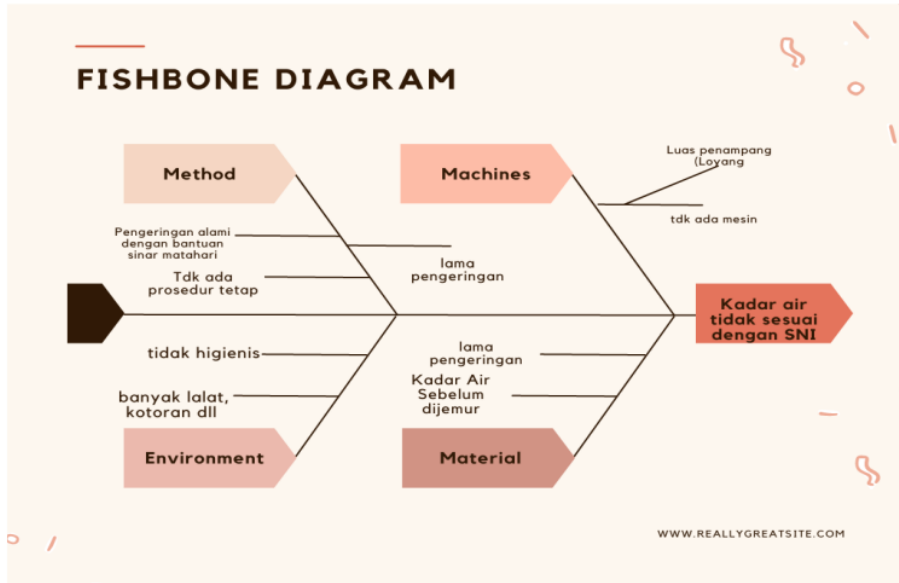 FISHBONE DIAGRAM
Method
Machines
Luas penampang
(Loyang
tdk ada mesin
Pengeringan alami
dengan bantuan
sinar matahari
lama
pengeringan
Tdk ada
prosedur tetap
Kadar air
tidak sesuai
dengan SNI
tidak higienis
lama
pengeringan
banyak lalat,
kotoran dll
Kadar Air
Sebelum
dijemur
Environment
Material
WWW.REALLYGREATSITE.COM